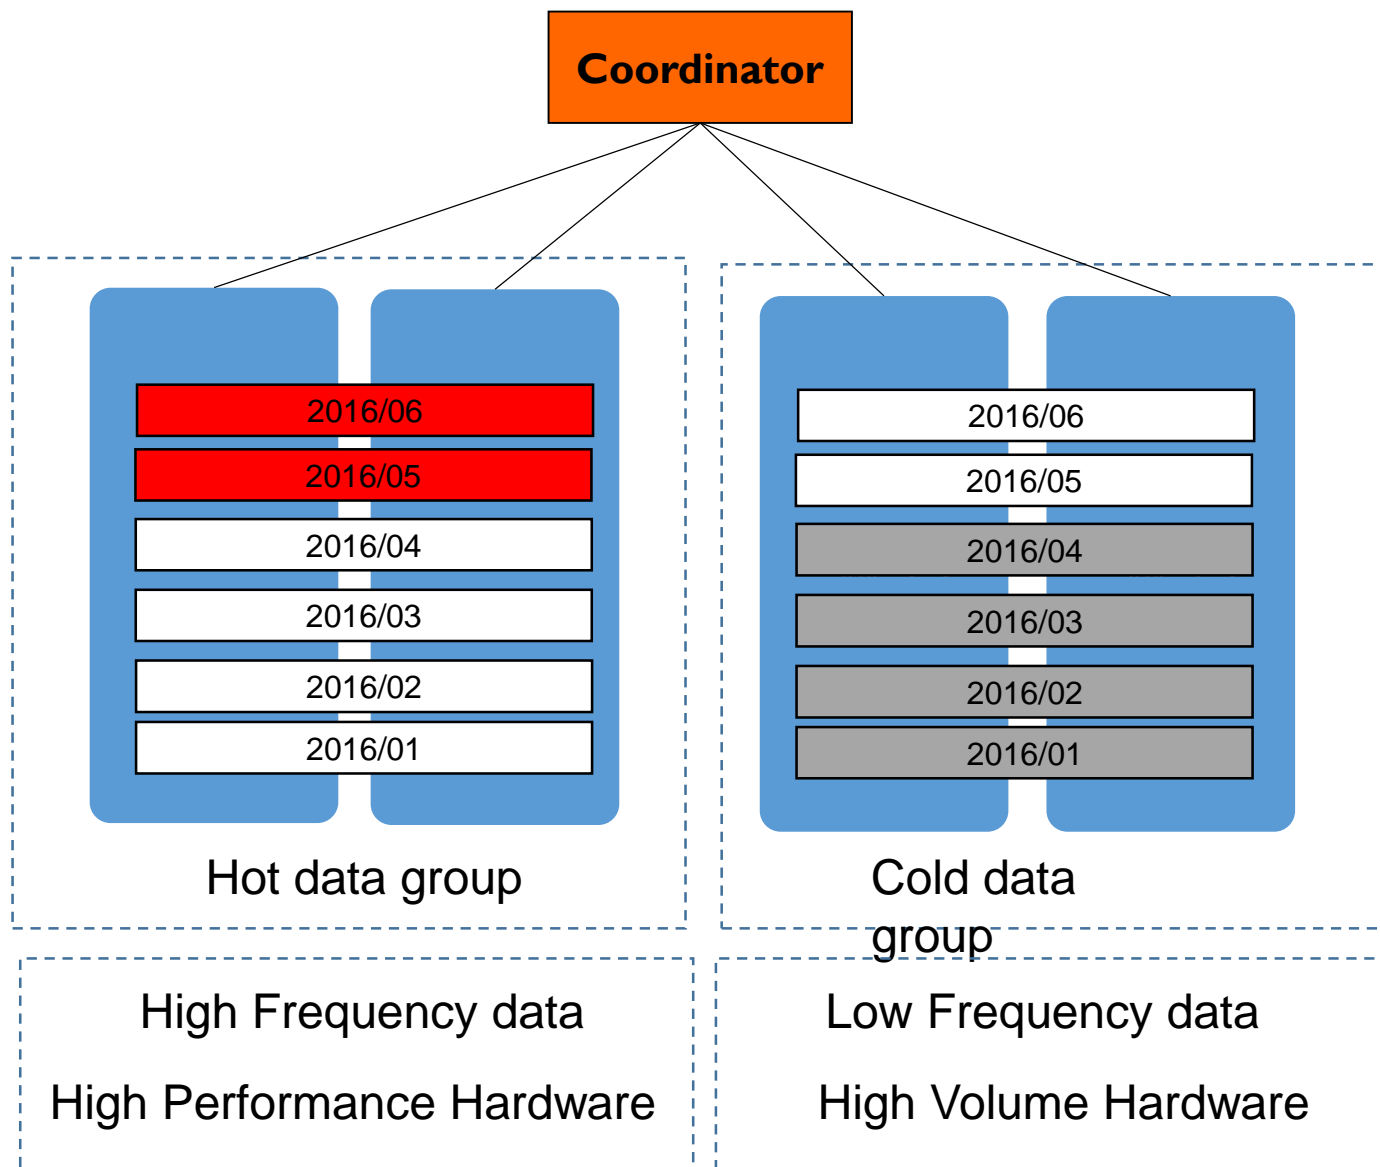 Coordinator
2016/06
2016/05
2016/04
2016/03
2016/02
2016/01
Hot data group
2016/06
2016/05
2016/04
2016/03
2016/02
2016/01
Cold data
group
High Frequency data
High Performance Hardware
Low Frequency data
High Volume Hardware